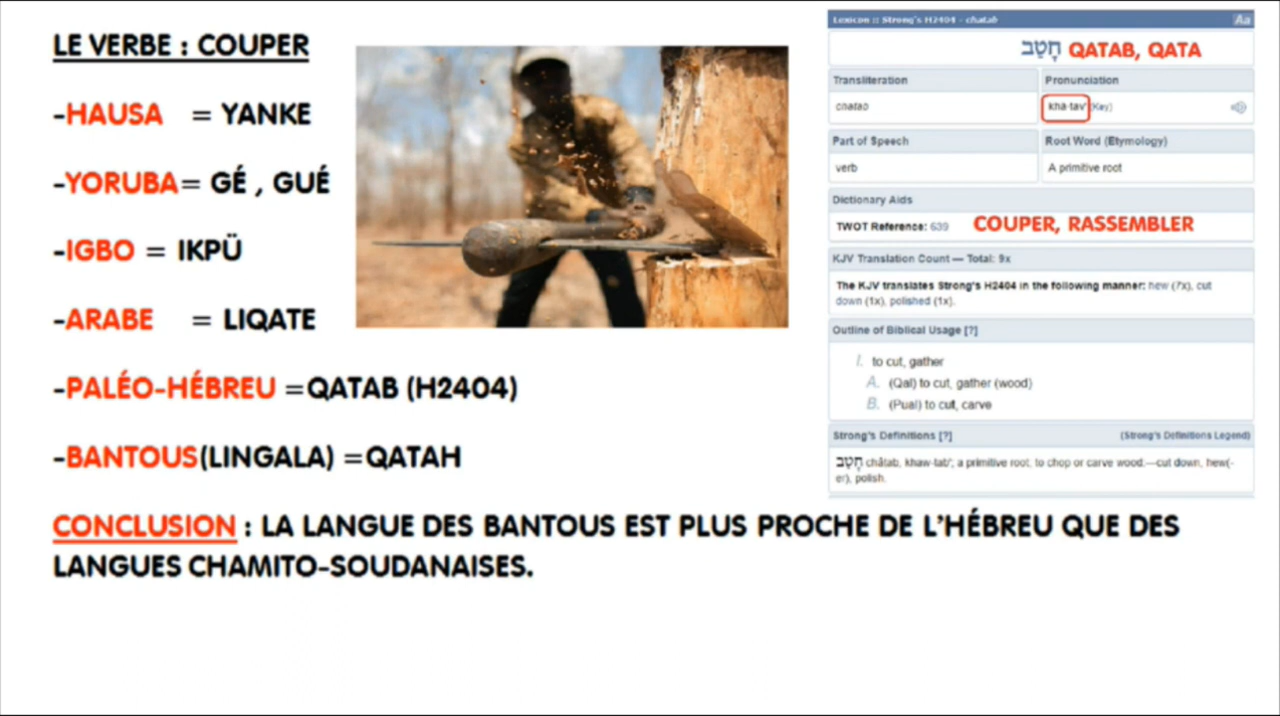 LE VERBE : COUPER
-HAUSA = YANKE
-YORUBA= GÉ , GUÉ
-IGBO = IKPÜ
-ARABE = LIQATE
-PALÉO-HÉBREU =QATAB (H2404)
-BANTOUS(LINGALA) =QATAH
CONCLUSION : LA LANGUE DES BANTOUS EST PLUS PROCHE DE L'HÉBREU QUE DES
LANGUES CHAMITO-SOUDANAISES.
Lexicon :: Strong's H2404 - chatab
Aa
חָטַב QATAB, QATA
Transliteration
Pronunciation
chatab
kha·tav' (Key)
Part of Speech
Root Word (Etymology)
verb
A primitive root
Dictionary Aids
TWOT Reference: 639 COUPER, RASSEMBLER
KJV Translation Count — Total: 9x
The KJV translates Strong's H2404 in the following manner: hew (7x), cut
down (1x), polished (1x).
Outline of Biblical Usage [?]
I. to cut, gather
A. (Qal) to cut, gather (wood)
B. (Pual) to cut, carve
Strong's Definitions [?] (Strong's Definitions Legend)
חָטַב châtab, khaw-tab'; a primitive root, to chop or carve wood:—cut down, hew(-
er), polish.